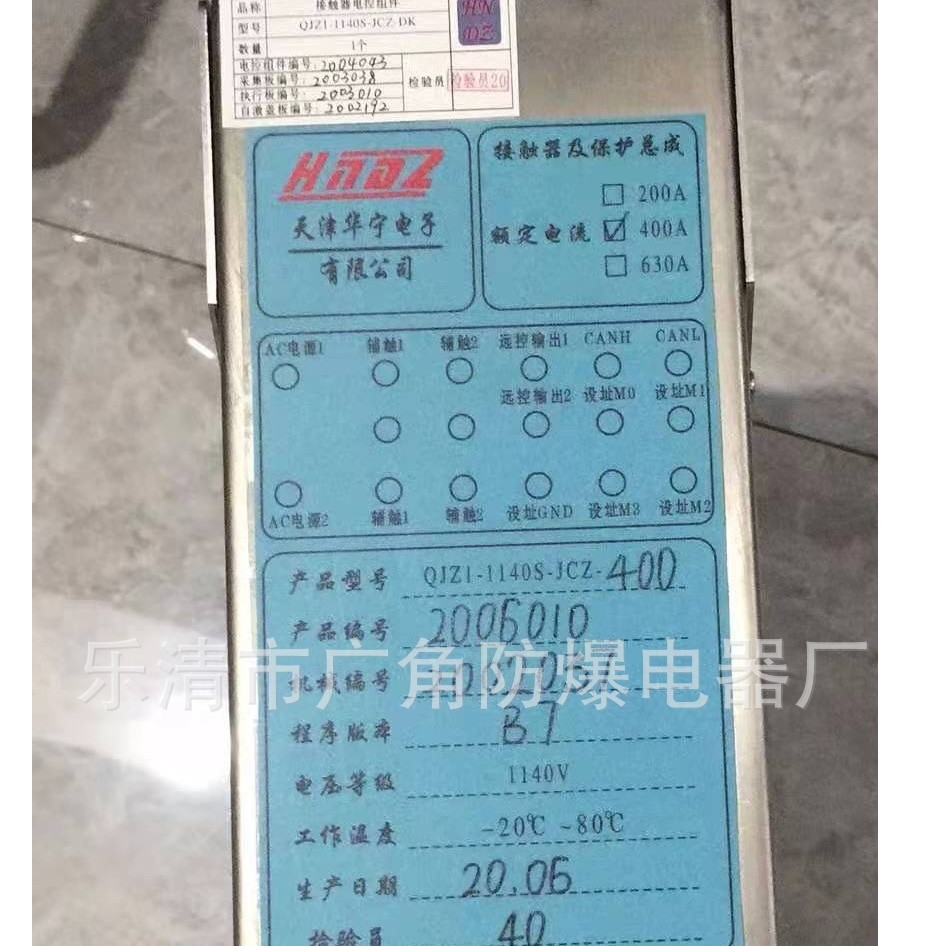 品称 接触器电控组件
型号 QJZ1-1140S-JCZ-DK
数量 1个
电控组件编号: 2004043
采集板编号: 2003038
执行板编号: 2003010
自激盖板编号: 2002192
检验员
检验员20
HN
DZ
HNDZ
天津华宁电子
有限公司
接触器及保护总成
200A
额定电流 ☑ 400A
630A
AC电源1 辅触1 辅触2 远控输出1 CANH CANL
远控输出2 设址M0 设址M1
AC电源2 辅触1 辅触2 设址GND 设址M3 设址M2
产品型号 QJZ1-1140S-JCZ-400
产品编号 2006010
机械编号
程序版本 B7
电压等级 1140V
工作温度 -20℃ ~80℃
生产日期 20.06
检验员 40
乐清市广角防爆电器厂